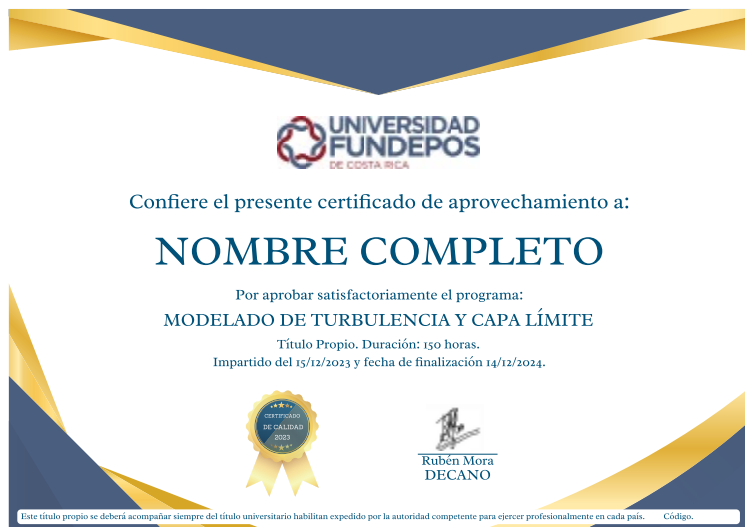 UNIVERSIDAD
FUNDEPOS
DE COSTA RICA
Confiere el presente certificado de aprovechamiento a:
NOMBRE COMPLETO
Por aprobar satisfactoriamente el programa:
MODELADO DE TURBULENCIA Y CAPA LÍMITE
Título Propio. Duración: 150 horas.
Impartido del 15/12/2023 y fecha de finalización 14/12/2024.
CERTIFICADO
DE CALIDAD
2023
Rubén Mora
DECANO
Este título propio se deberá acompañar siempre del título universitario habilitan expedido por la autoridad competente para ejercer profesionalmente en cada país. Código.